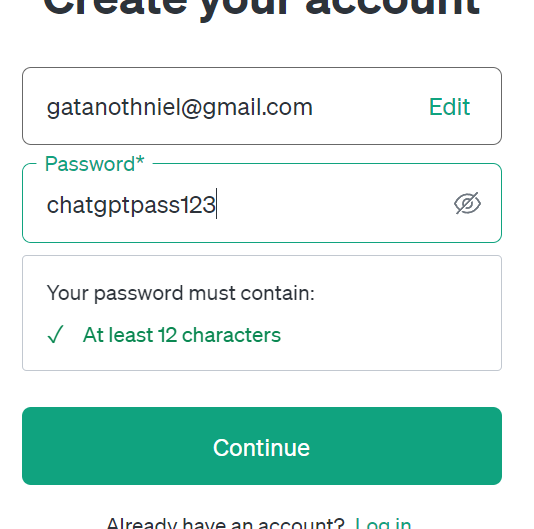 Create your account
gatanothniel@gmail.com Edit
Password*
chatgptpass123
Your password must contain:
✓ At least 12 characters
Continue
Already have an account? Log in